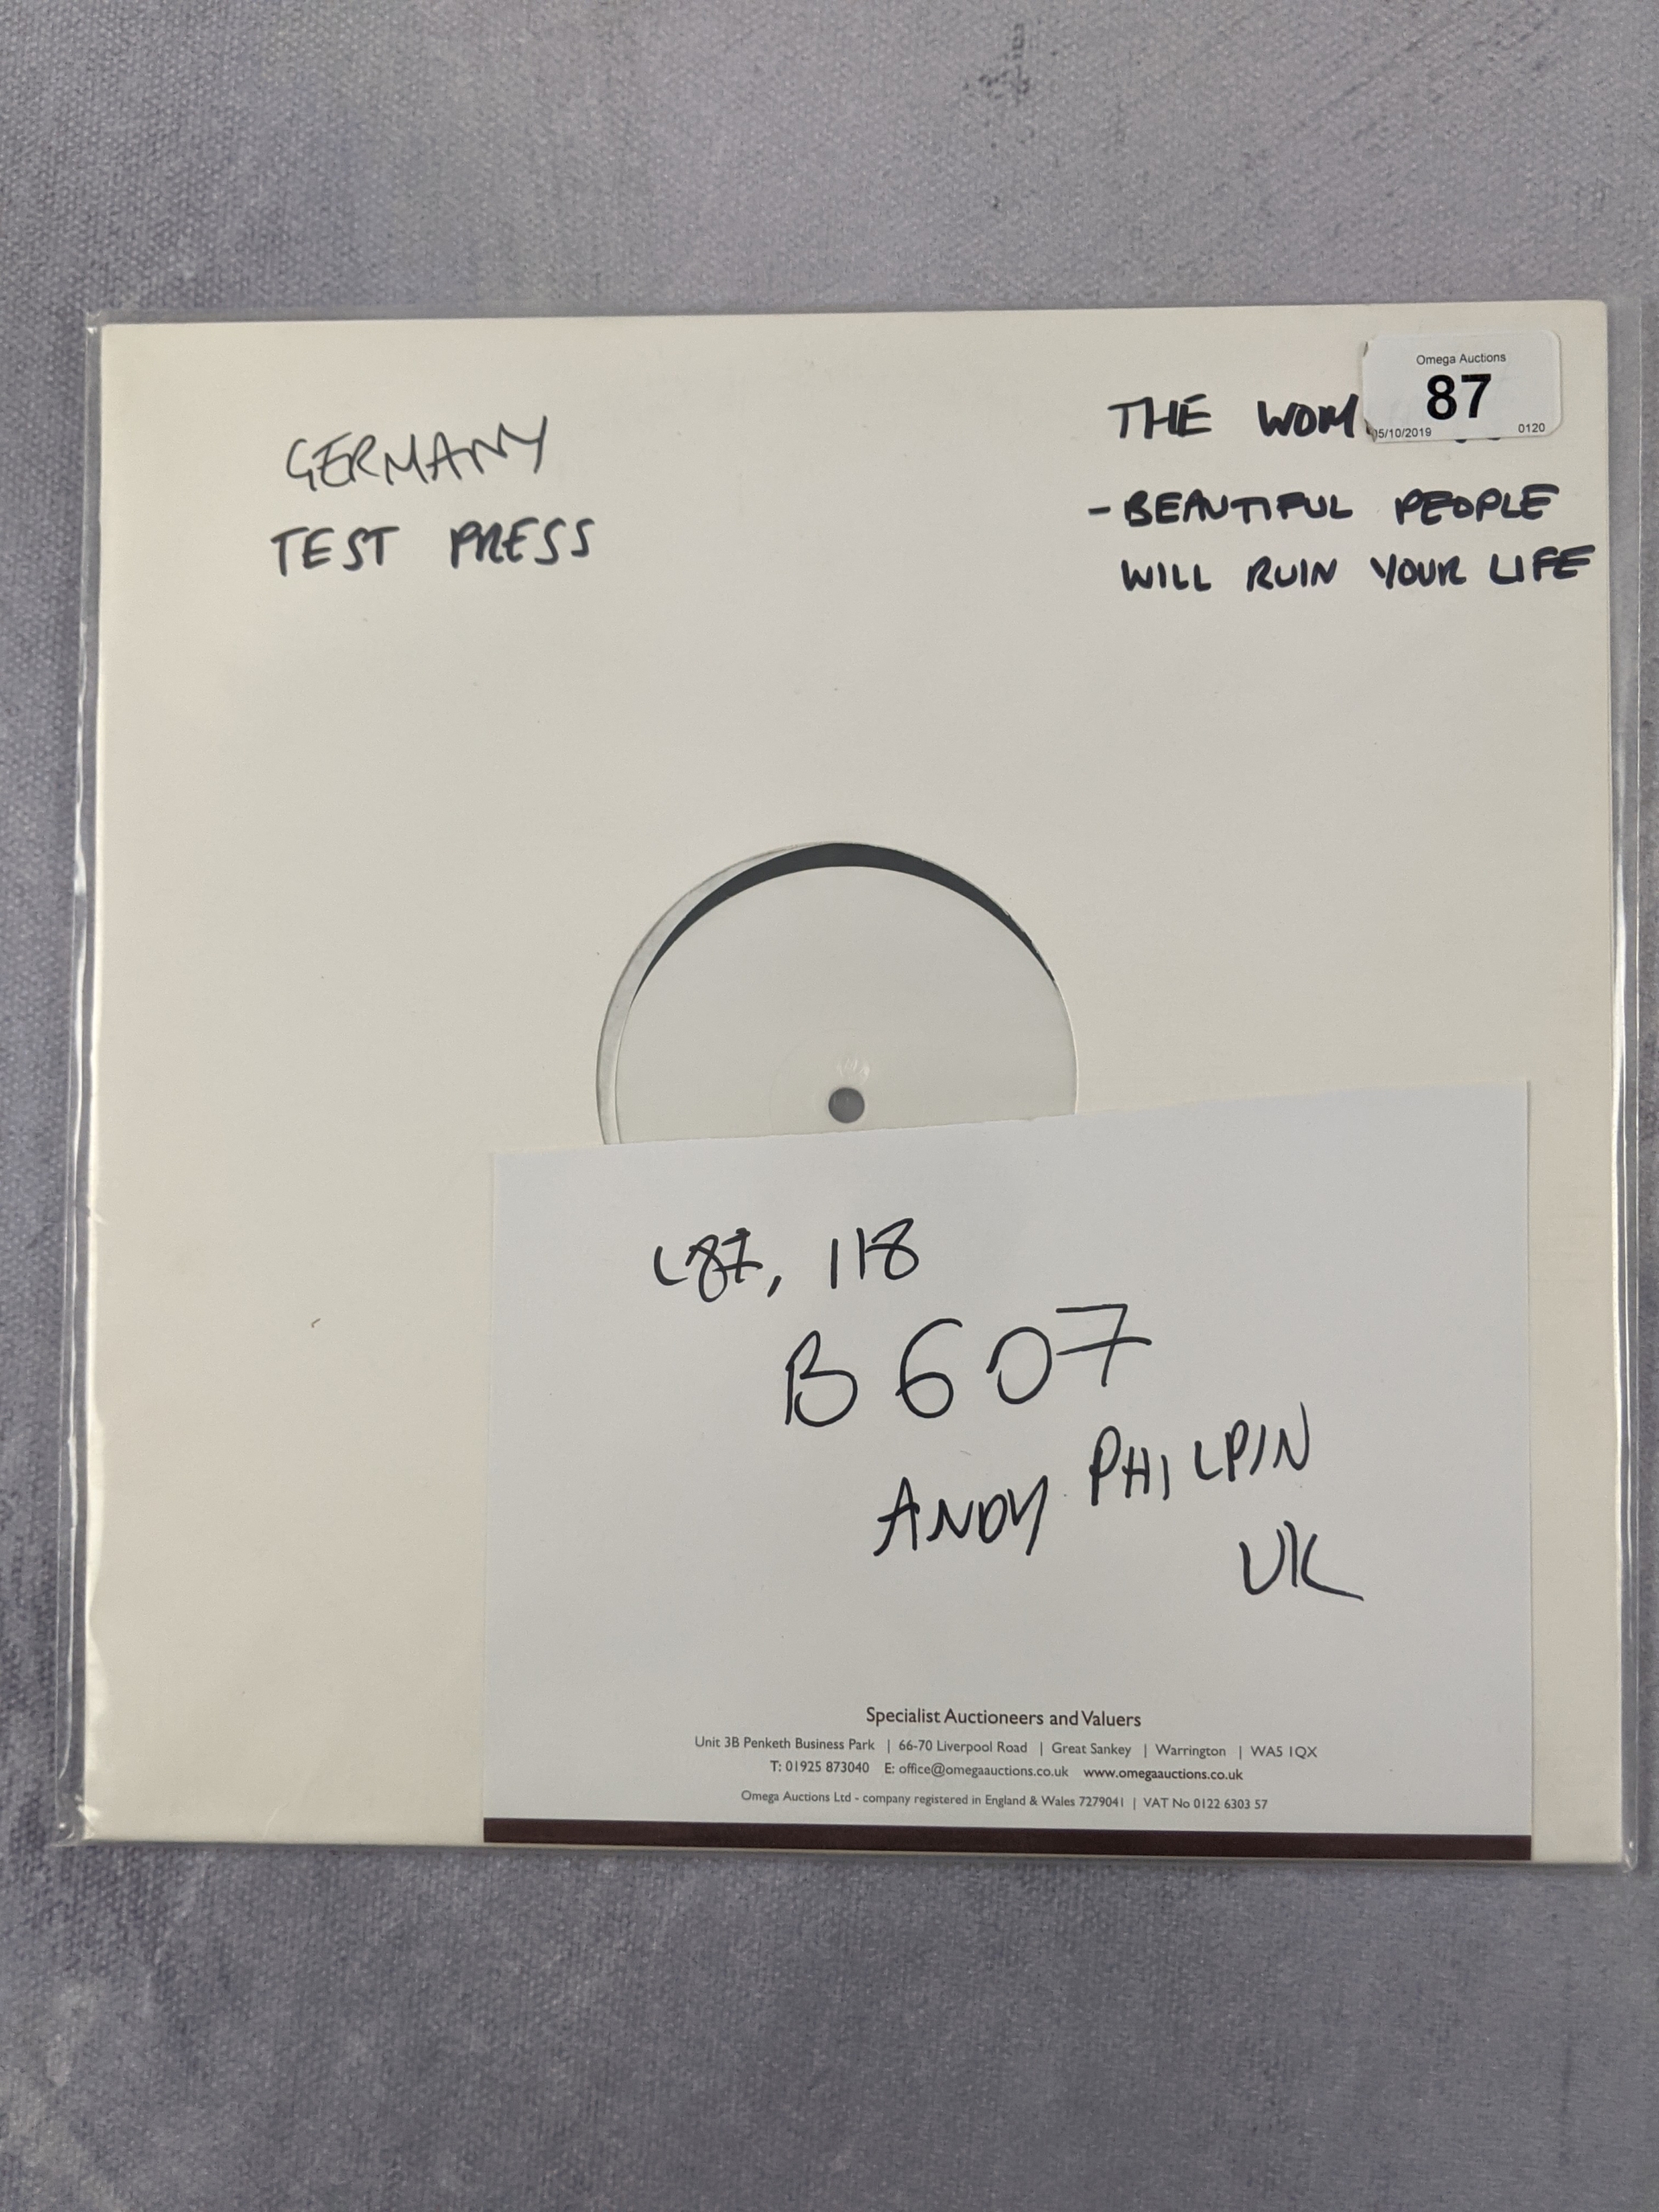 GERMANY
TEST PRESS
THE WOM
Omega Auctions
87
05/10/2019
0120
- BEAUTIFUL PEOPLE
WILL RUIN YOUR LIFE
L87, 118
B607
ANDY PHILPIN
UK
Specialist Auctioneers and Valuers
Unit 3B Penketh Business Park | 66-70 Liverpool Road | Great Sankey | Warrington | WA5 1QX
T: 01925 873040 E: office@omegaauctions.co.uk www.omegaauctions.co.uk
Omega Auctions Ltd - company registered in England & Wales 7279041 | VAT No 0122 6303 57